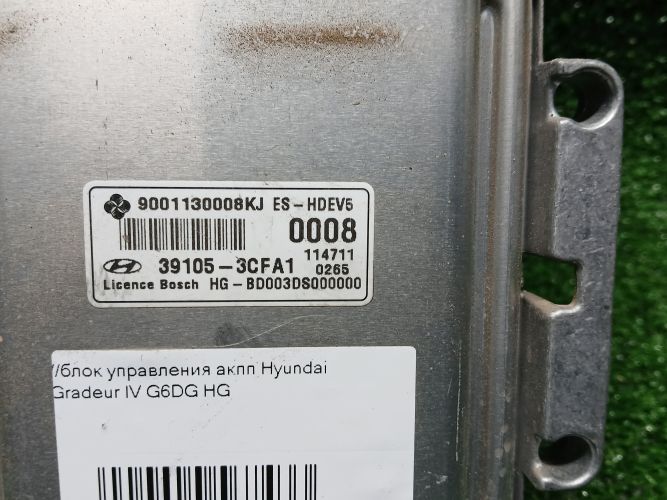 9001130008KJ ES-HDEV6
0008
114711
39105-3CFA1 0265
Licence Bosch HG-BD003DS000000
//блок управления акпп Hyundai
Gradeur IV G6DG HG